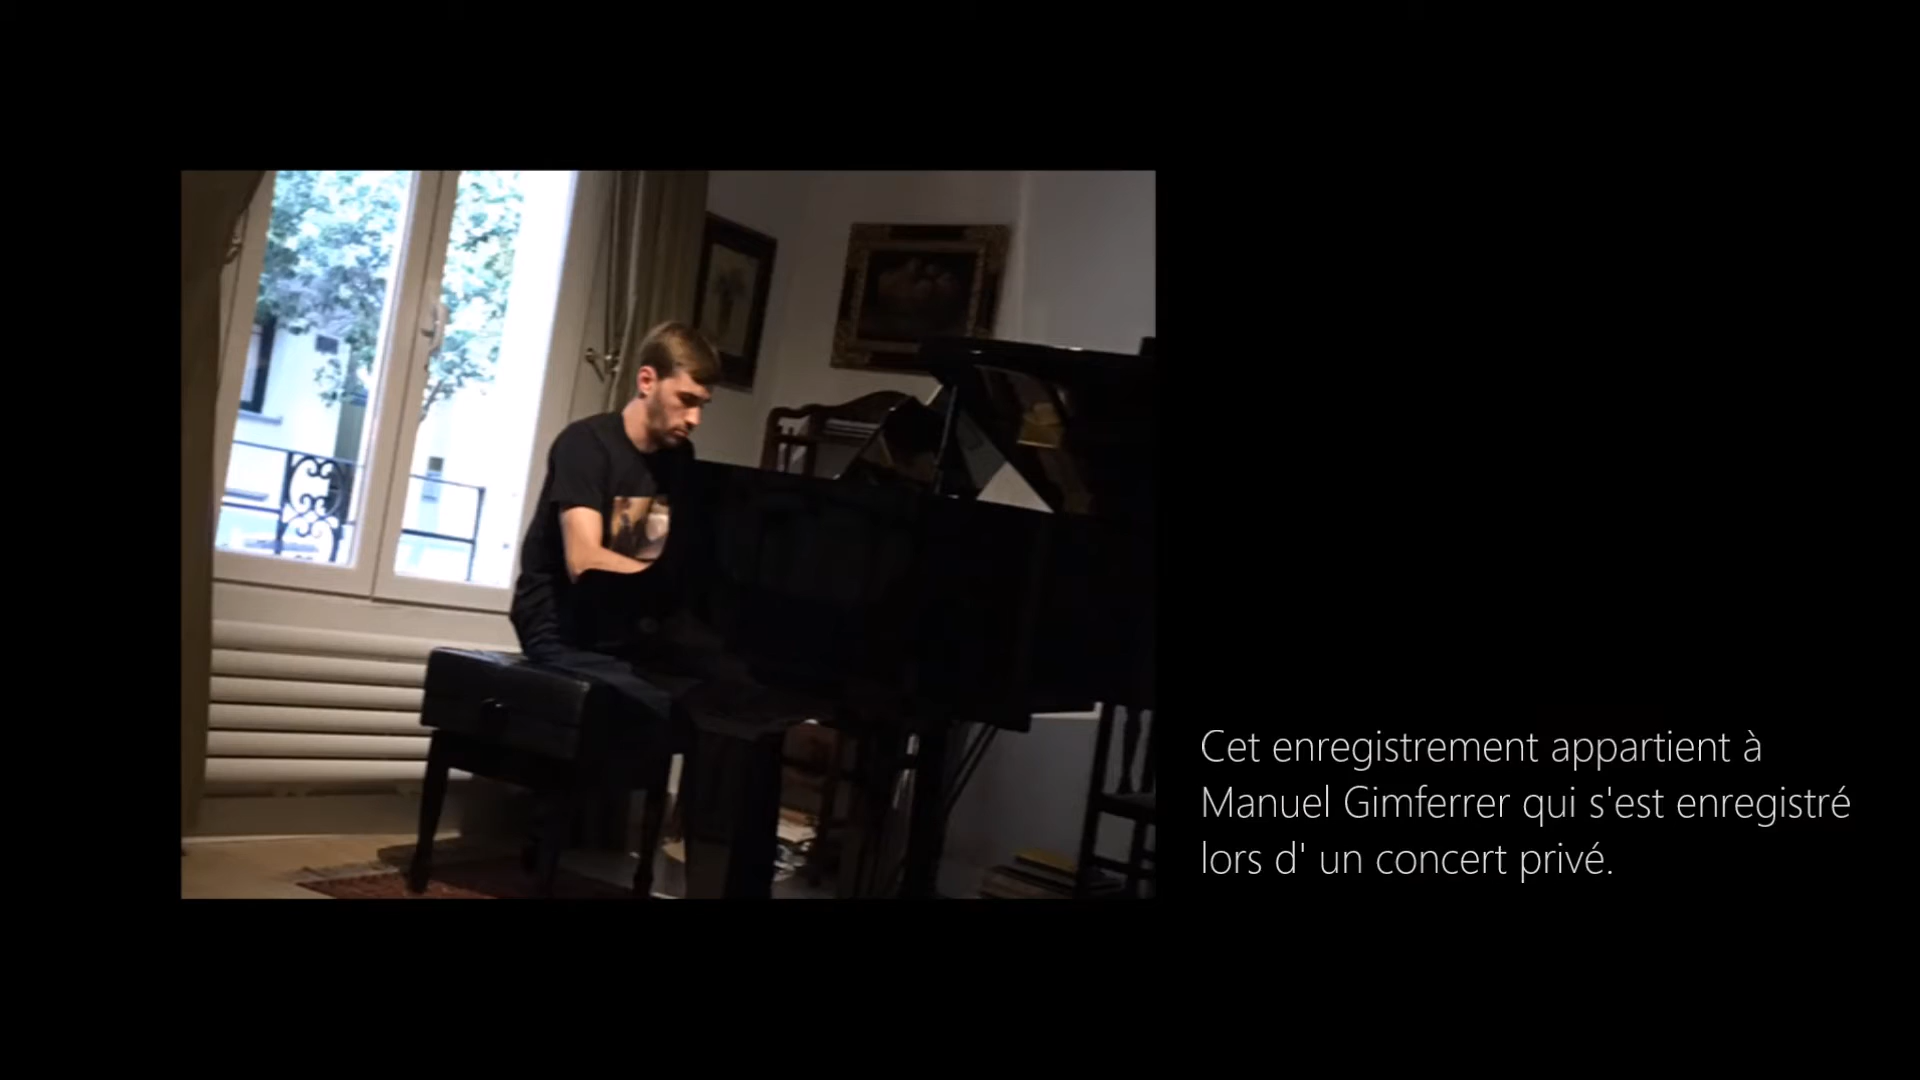 Cet enregistrement appartient à
Manuel Gimferrer qui s'est enregistré
lors d' un concert privé.